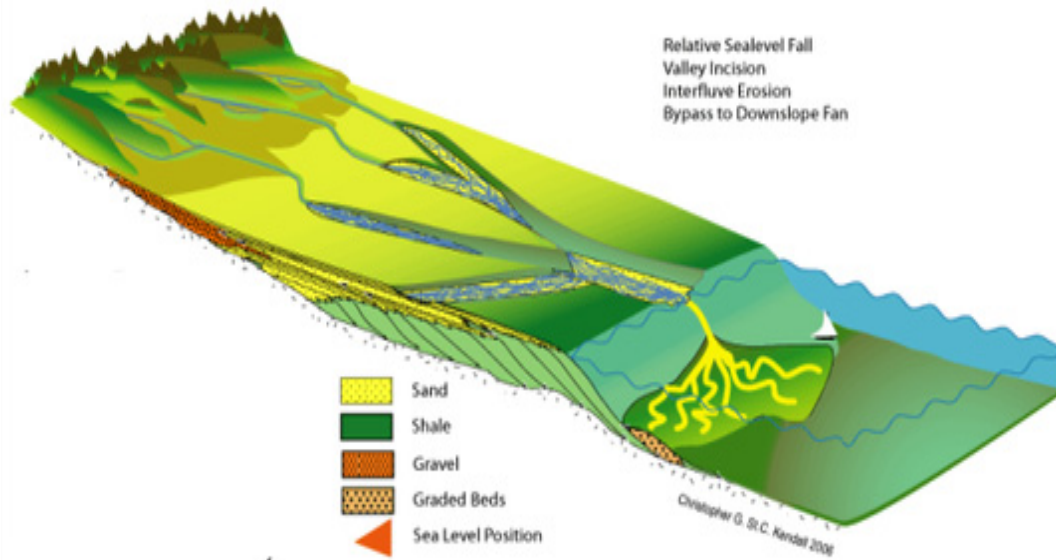 Relative Sealevel Fall
Valley Incision
Interfluve Erosion
Bypass to Downslope Fan
Sand
Shale
Gravel
Graded Beds
Sea Level Position
Christopher G. St.C. Kendall 2006